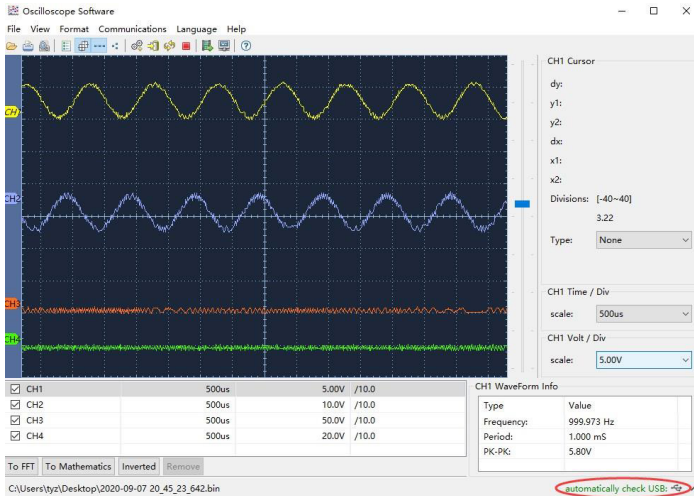 Oscilloscope Software
File View Format Communications Language Help
CH1 Cursor
dy:
y1:
y2:
dx:
x1:
x2:
Divisions: [-40~40]
3.22
Type: None
CH1 Time / Div
scale: 500us
CH1 Volt / Div
scale: 5.00V
CH2
CH3
CH4
CH1 500us 5.00V /10.0
CH2 500us 10.0V /10.0
CH3 500us 50.0V /10.0
CH4 500us 20.0V /10.0
CH1 WaveForm Info
Type Value
Frequency: 999.973 Hz
Period: 1.000 mS
PK-PK: 5.80V
To FFT To Mathematics Inverted Remove
C:\Users\tyz\Desktop\2020-09-07 20_45_23_642.bin
automatically check USB: